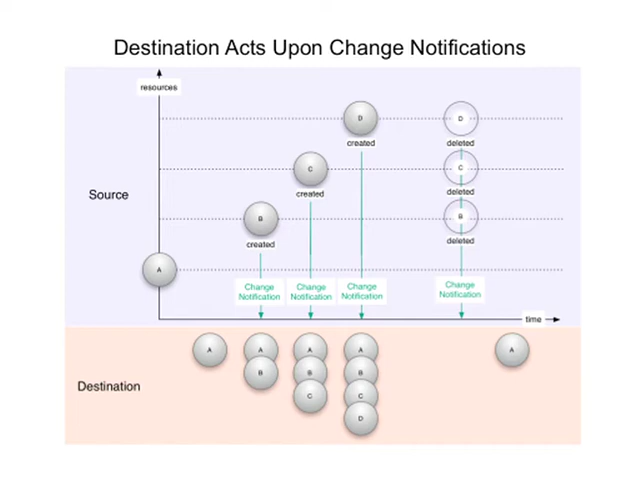 Destination Acts Upon Change Notifications
resources
D
D
created
deleted
C
C
created
deleted
Source
B
B
created
deleted
A
Change
Notification
Change
Notification
Change
Notification
Change
Notification
time
A
A
A
A
A
B
B
B
Destination
C
C
D